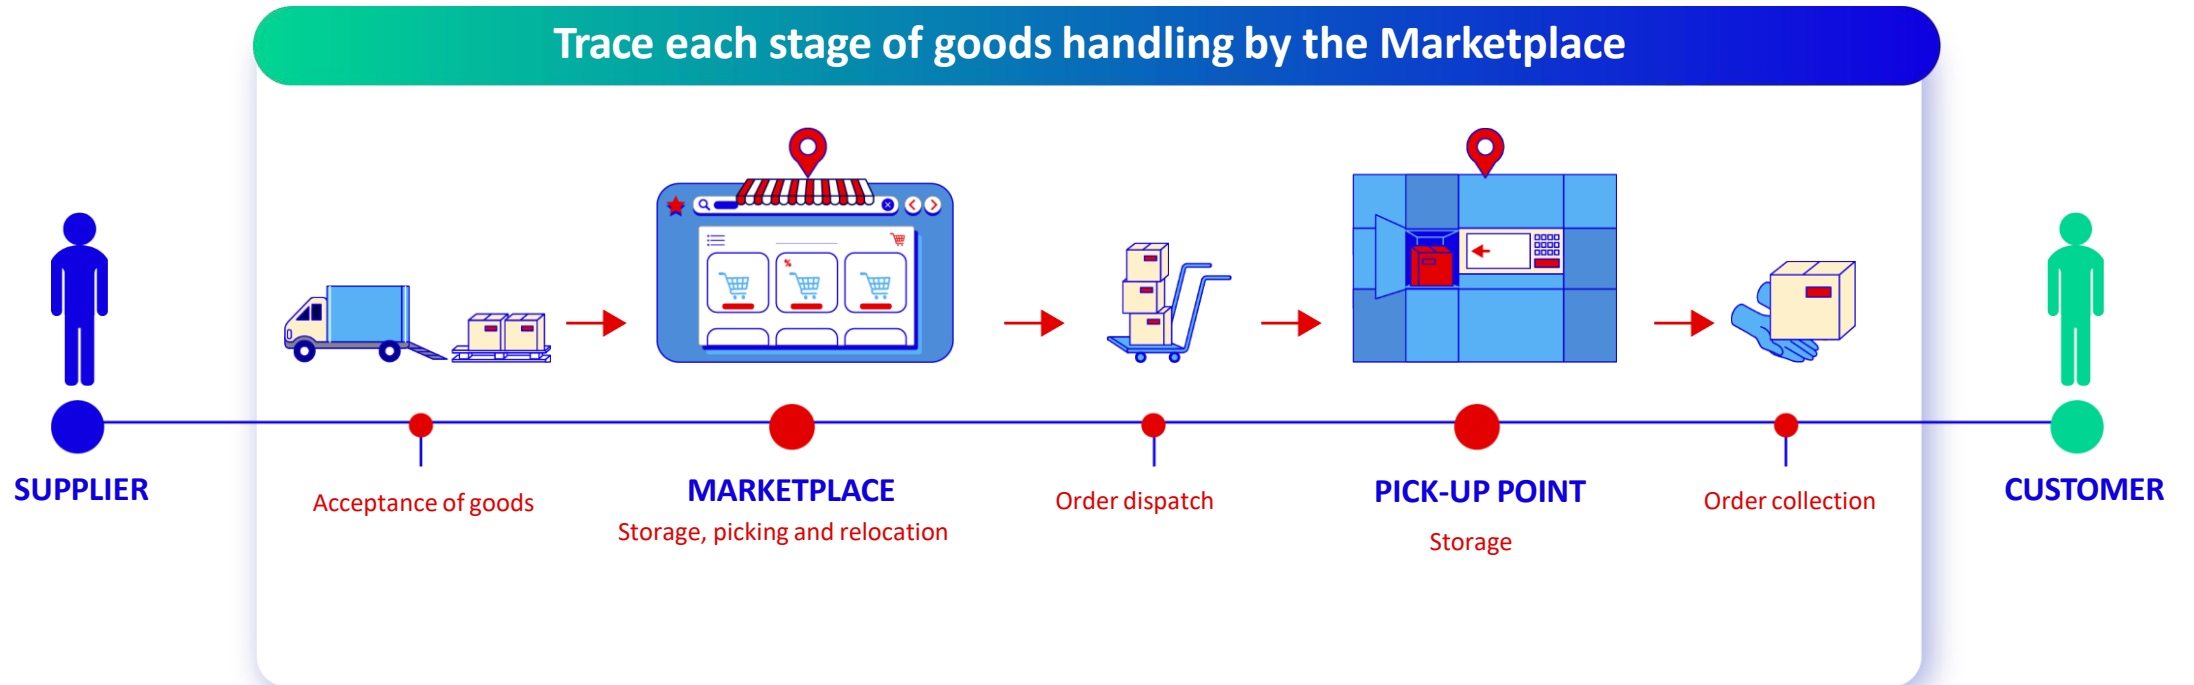 Trace each stage of goods handling by the Marketplace
%
SUPPLIER
Acceptance of goods
MARKETPLACE
Storage, picking and relocation
Order dispatch
PICK-UP POINT
Storage
Order collection
CUSTOMER